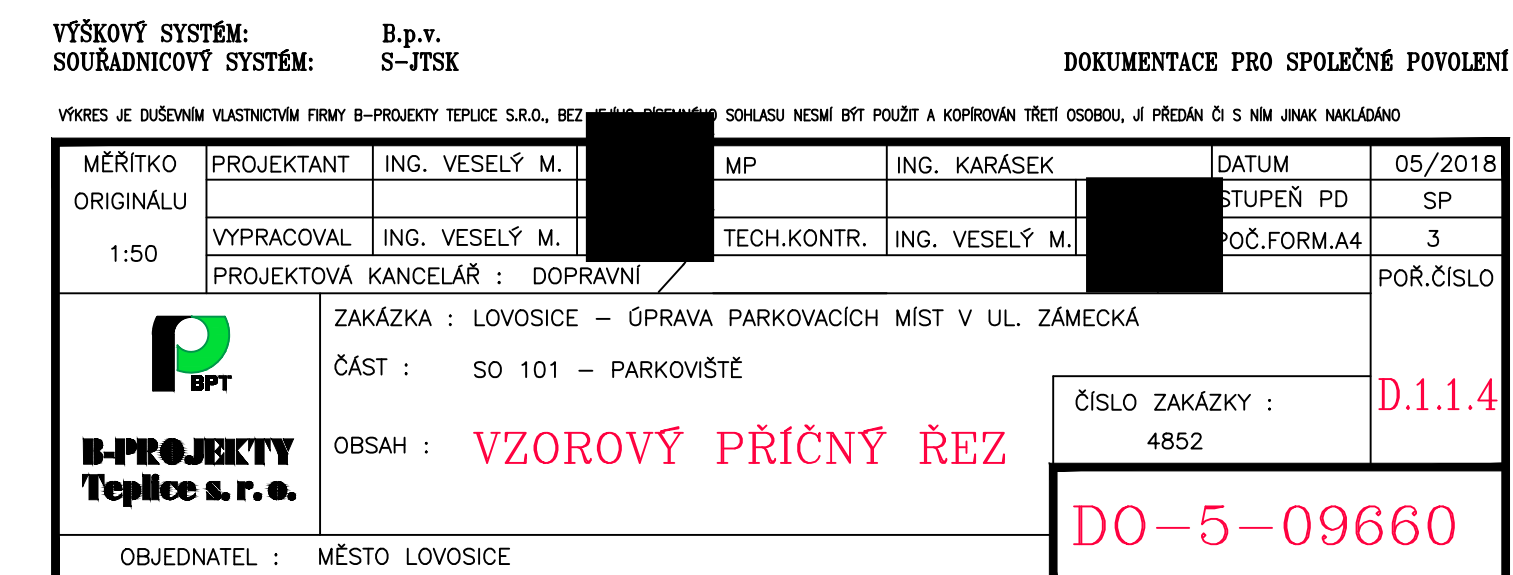 VÝŠKOVÝ SYSTÉM: B.p.v.
SOUŘADNICOVÝ SYSTÉM: S-JTSK
DOKUMENTACE PRO SPOLEČNÉ POVOLENÍ
VÝKRES JE DUŠEVNÍM VLASTNICTVÍM FIRMY B-PROJEKTY TEPLICE S.R.O., BEZ SOHLASU NESMÍ BÝT POUŽIT A KOPÍROVÁN TŘETÍ OSOBOU, JÍ PŘEDÁN ČI S NÍM JINAK NAKLÁDÁNO
MĚŘÍTKO ORIGINÁLU 1:50
PROJEKTANT ING. VESELÝ M. MP ING. KARÁSEK DATUM 05/2018
STUPEŇ PD SP
VYPRACOVAL ING. VESELÝ M. TECH.KONTR. ING. VESELÝ M. POČ.FORM.A4 3
PROJEKTOVÁ KANCELÁŘ : DOPRAVNÍ
POŘ.ČÍSLO
D.1.1.4
BPT
B-PROJEKTY
Teplice s.r.o.
ZAKÁZKA : LOVOSICE – ÚPRAVA PARKOVACÍCH MÍST V UL. ZÁMECKÁ
ČÁST : SO 101 – PARKOVIŠTĚ
ČÍSLO ZAKÁZKY :
4852
OBSAH : VZOROVÝ PŘÍČNÝ ŘEZ
DO-5-09660
OBJEDNATEL : MĚSTO LOVOSICE